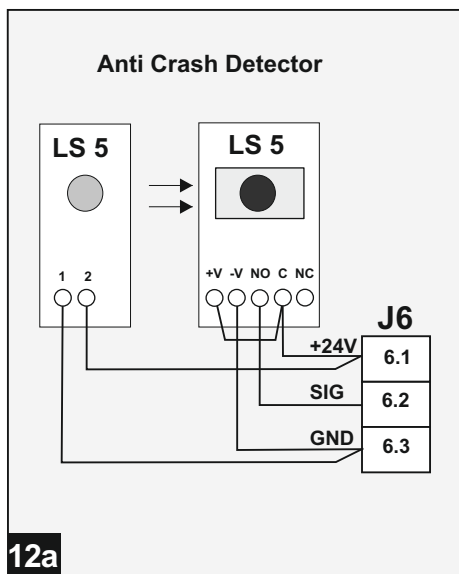 Anti Crash Detector
LS 5
LS 5
1 2
+V -V NO C NC
J6
+24V 6.1
SIG 6.2
GND 6.3
12a